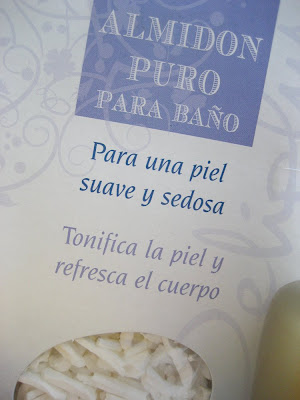 ALMIDON
PURO
PARA BAÑO
Para una piel
suave y sedosa
Tonifica la piel y
refresca el cuerpo